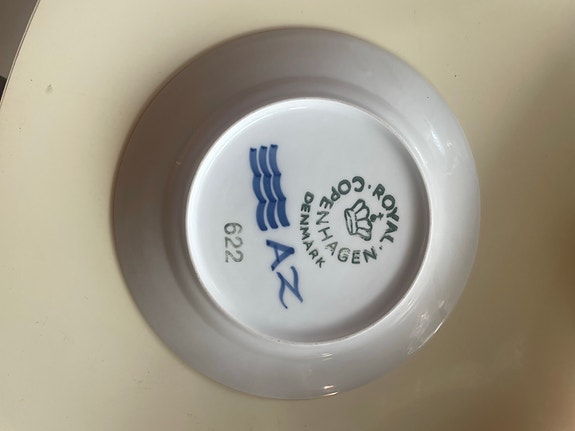 ROYAL
COPENHAGEN
DENMARK
AZ
622